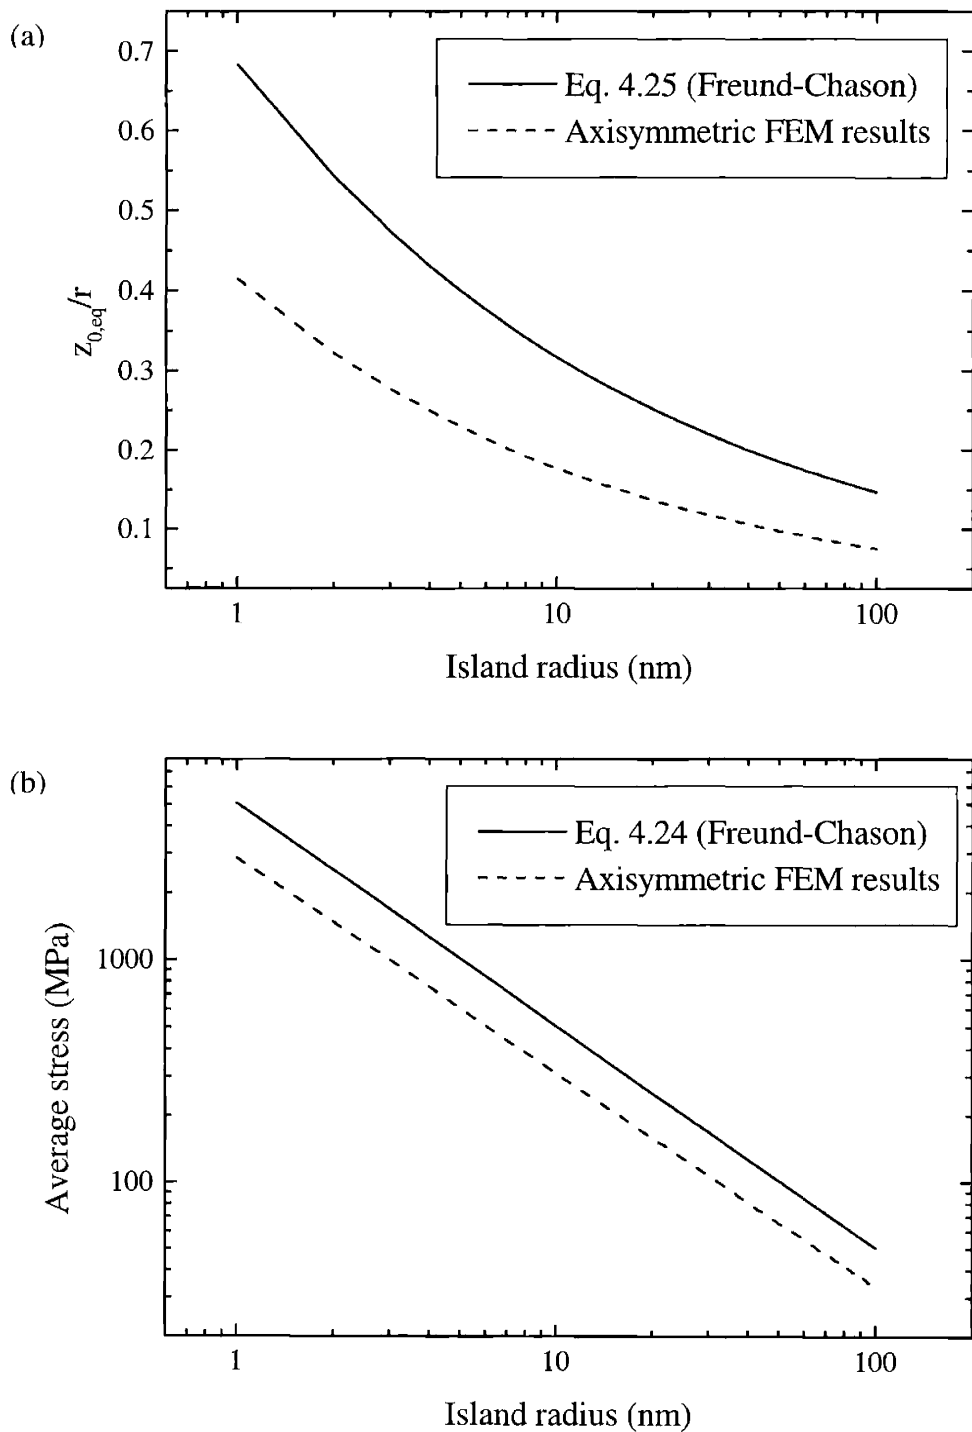 (a)
0.7
0.6
0.5
0.4
0.3
0.2
0.1
z0,eq/r
Eq. 4.25 (Freund-Chason)
Axisymmetric FEM results
1 10 100
Island radius (nm)
(b)
1000
100
Average stress (MPa)
Eq. 4.24 (Freund-Chason)
Axisymmetric FEM results
1 10 100
Island radius (nm)